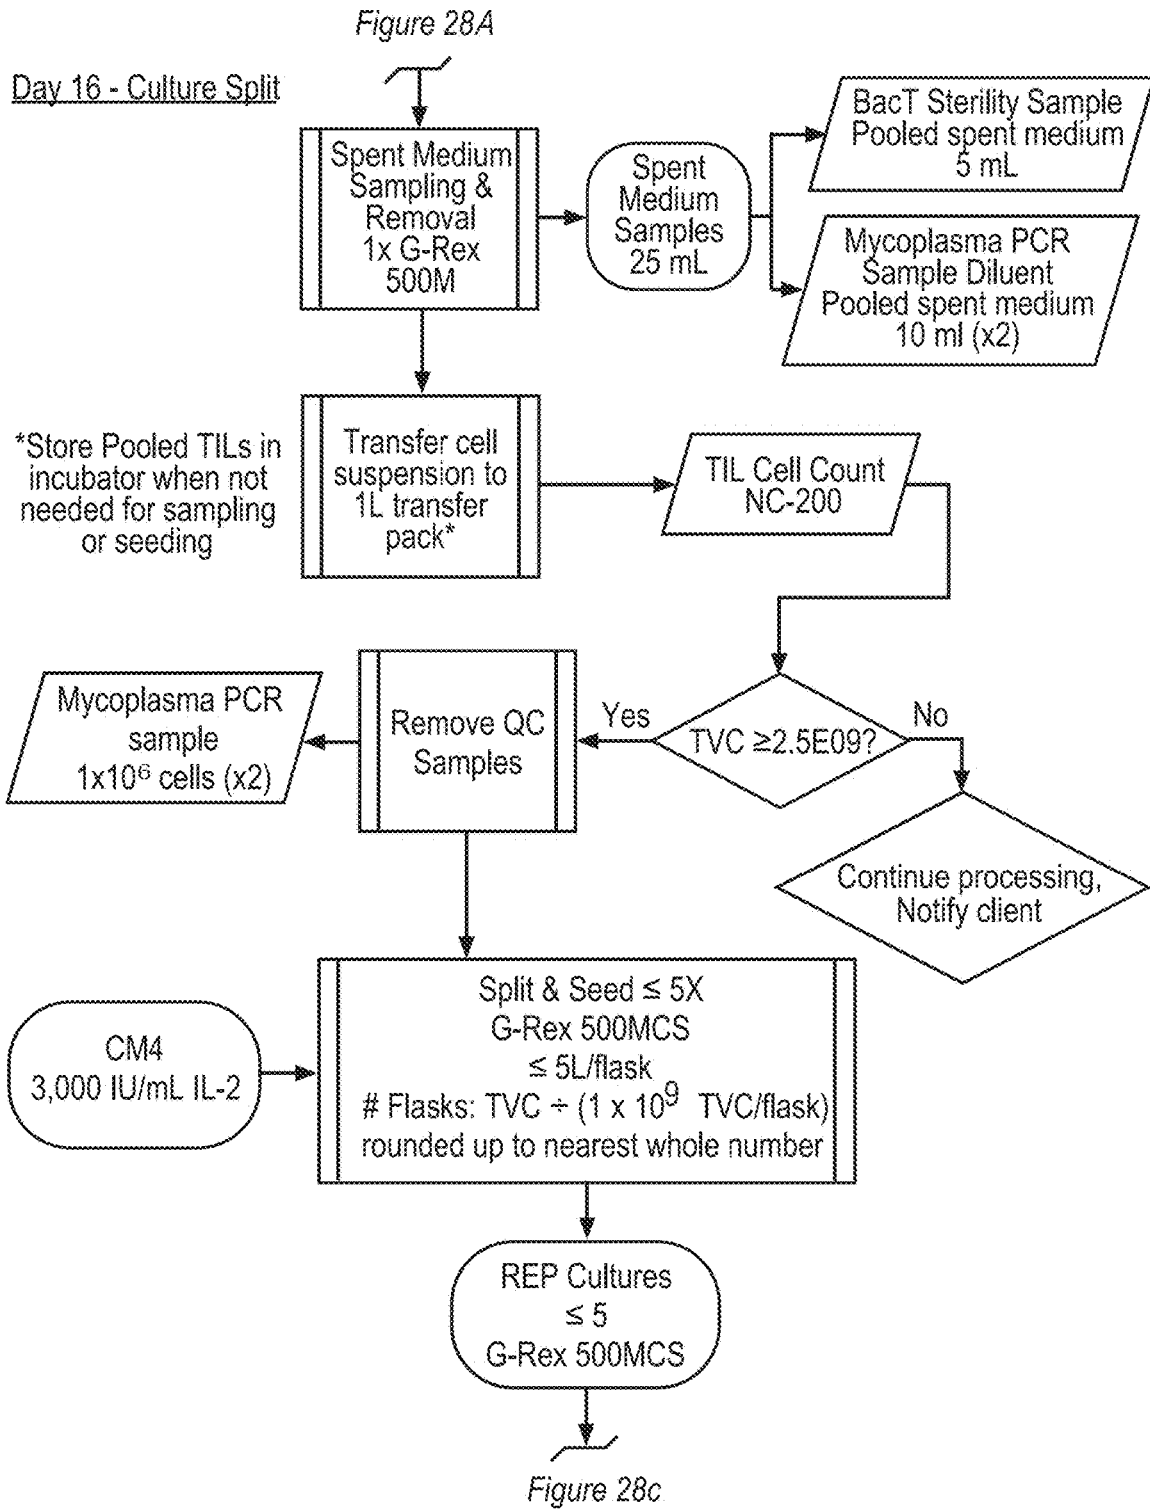 Figure 28A
Day 16 - Culture Split
Spent Medium
Sampling &
Removal
1x G-Rex
500M
Spent
Medium
Samples
25 mL
BacT Sterility Sample
Pooled spent medium
5 mL
Mycoplasma PCR
Sample Diluent
Pooled spent medium
10 ml (x2)
*Store Pooled TILs in
incubator when not
needed for sampling
or seeding
Transfer cell
suspension to
1L transfer
pack*
TIL Cell Count
NC-200
Mycoplasma PCR
sample
1x10⁶ cells (x2)
Remove QC
Samples
Yes
TVC ≥2.5E09?
No
Continue processing,
Notify client
CM4
3,000 IU/mL IL-2
Split & Seed ≤ 5X
G-Rex 500MCS
≤ 5L/flask
# Flasks: TVC ÷ (1 x 10⁹ TVC/flask)
rounded up to nearest whole number
REP Cultures
≤ 5
G-Rex 500MCS
Figure 28c